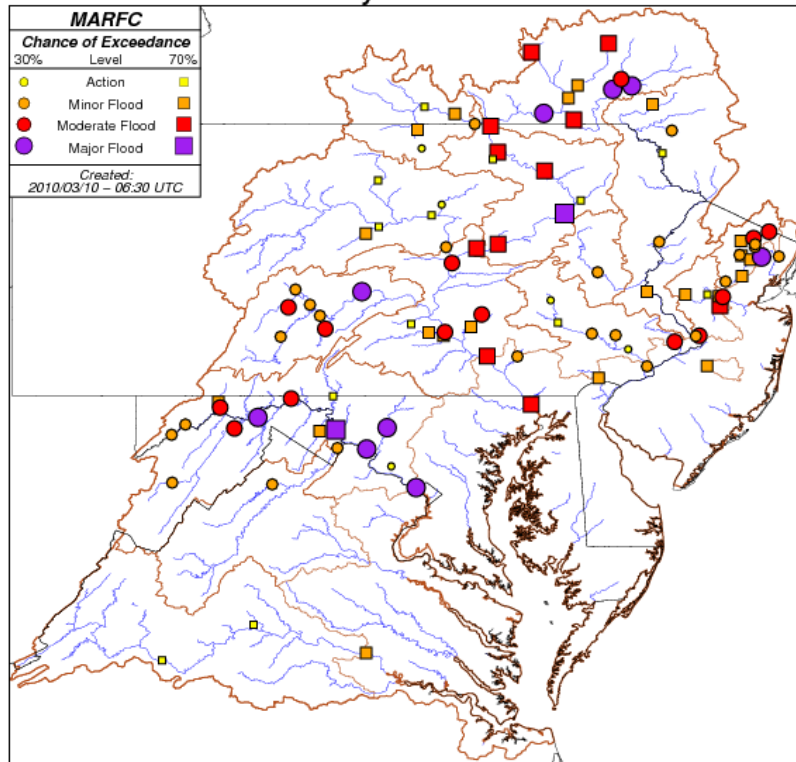 MARFC
Chance of Exceedance
30% Level 70%
Action
Minor Flood
Moderate Flood
Major Flood
Created:
2010/03/10 – 06:30 UTC